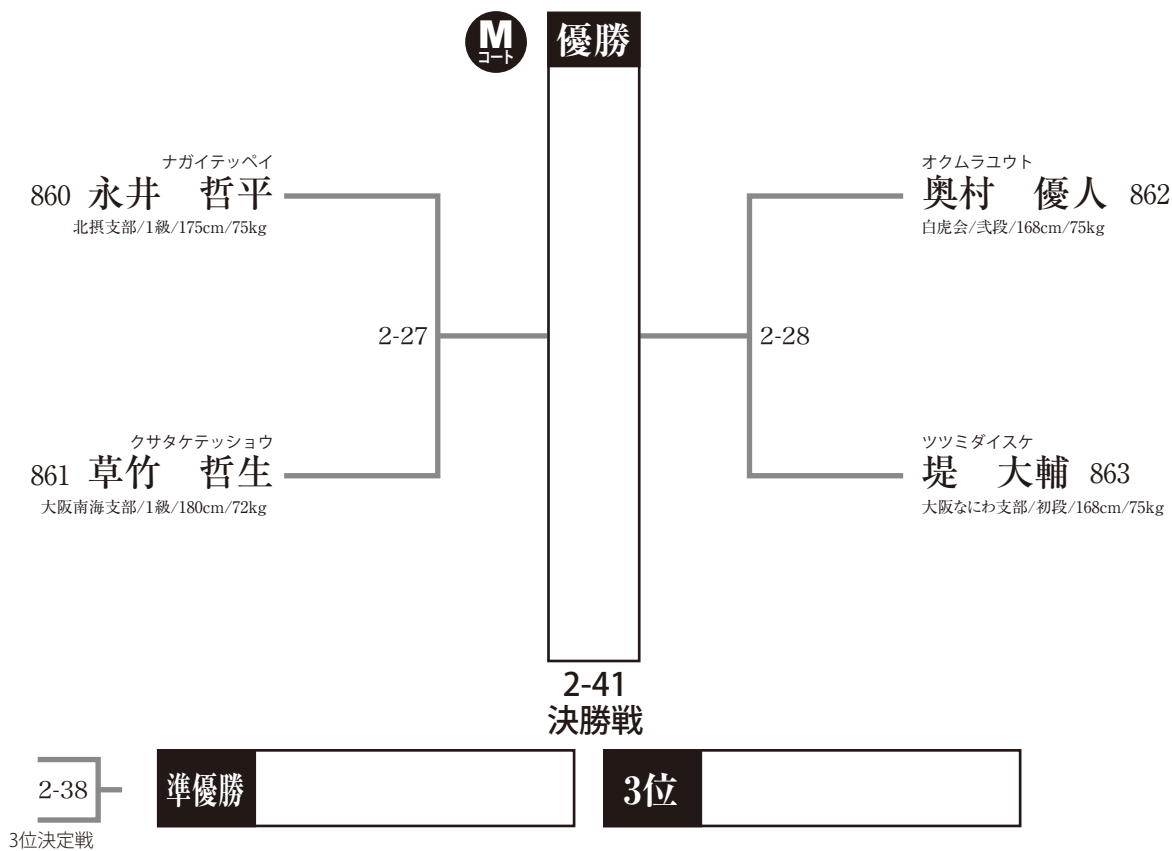 M
コート
優勝
ナガイテッペイ
860 永井 哲平
北摂支部/1級/175cm/75kg
2-27
クサタケテッショウ
861 草竹 哲生
大阪南海支部/1級/180cm/72kg
オクムラユウト
奥村 優人 862
白虎会/弐段/168cm/75kg
2-28
ツツミダイスケ
堤 大輔 863
大阪なにわ支部/初段/168cm/75kg
2-41
決勝戦
2-38
3位決定戦
準優勝
3位